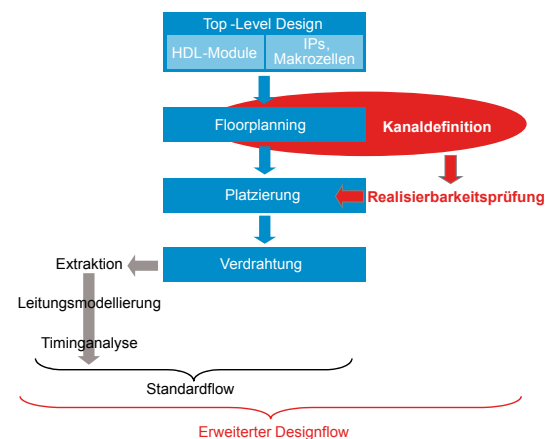 Top -Level Design
HDL-Module
IPs,
Makrozellen
Floorplanning
Kanaldefinition
Platzierung
Realisierbarkeitsprüfung
Verdrahtung
Extraktion
Leitungsmodellierung
Timinganalyse
Standardflow
Erweiterter Designflow